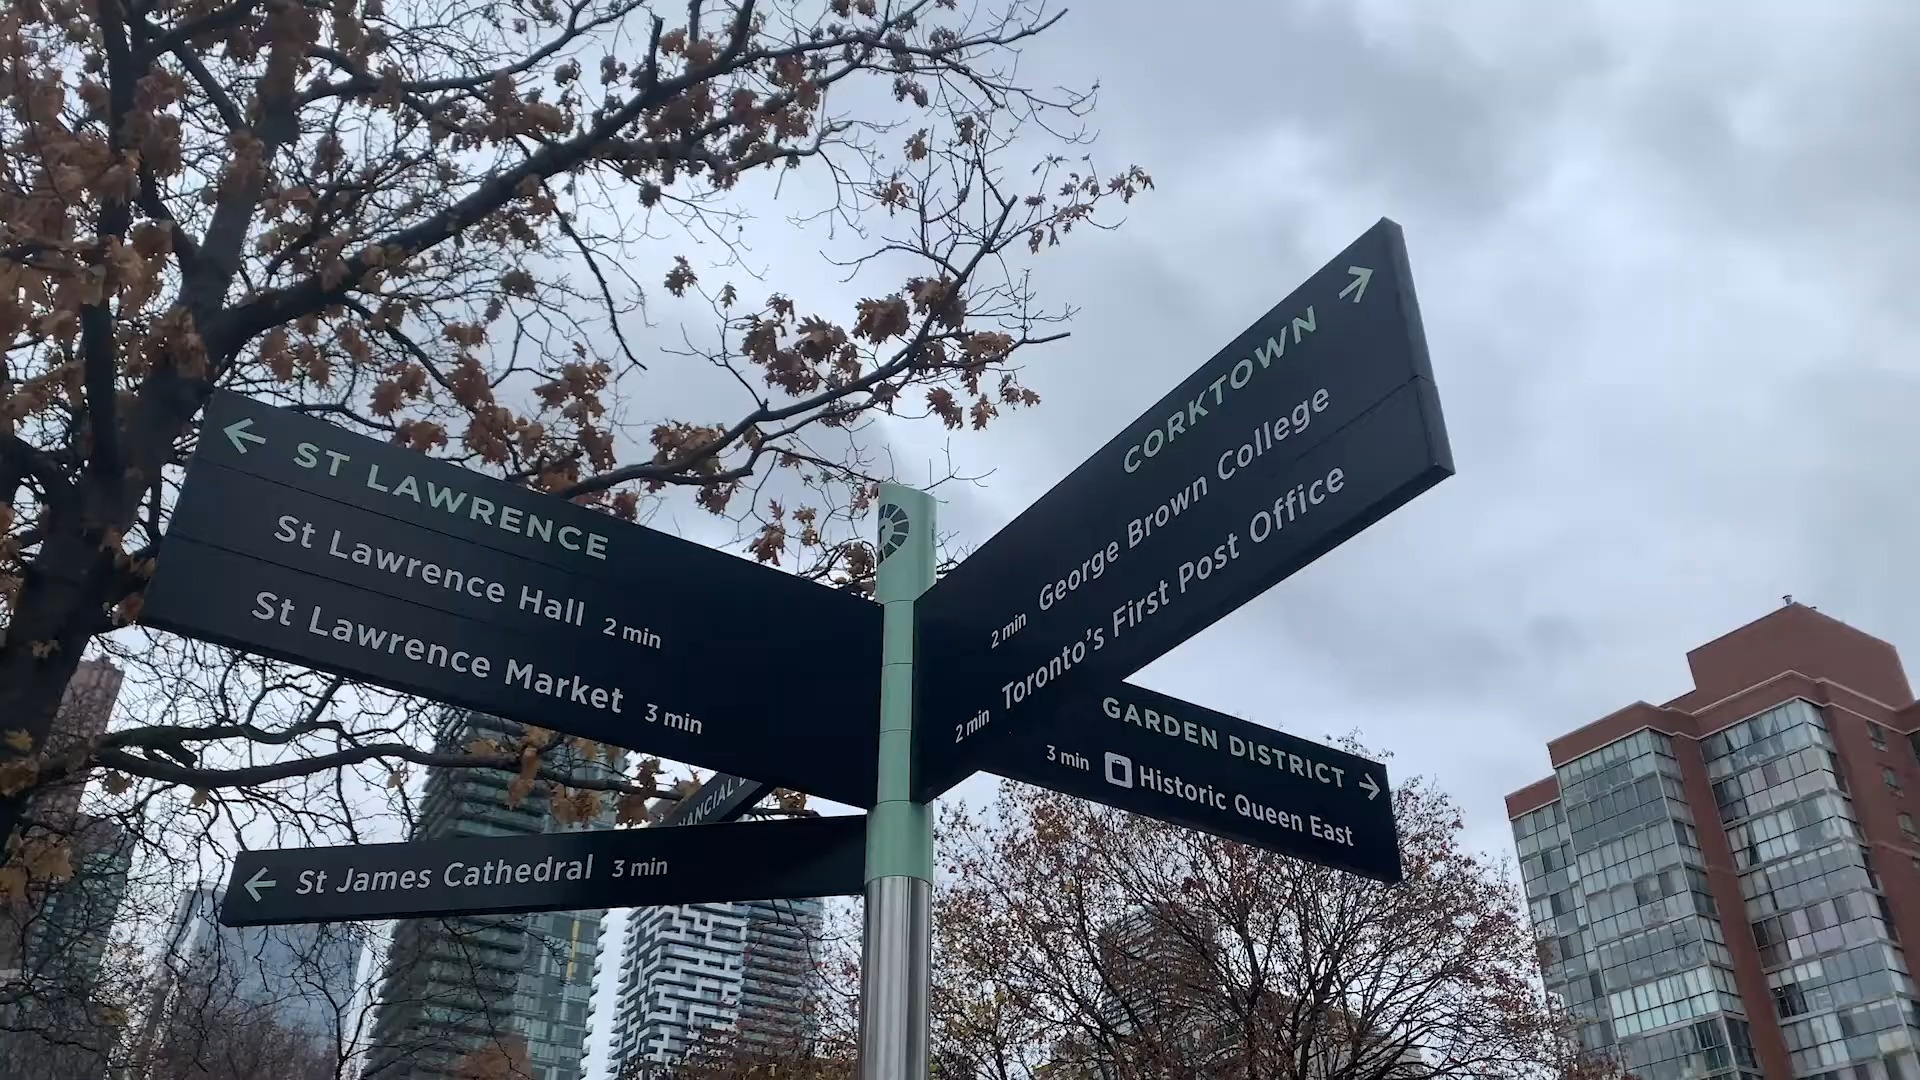 ST LAWRENCE
St Lawrence Hall 2 min
St Lawrence Market 3 min
CORKTOWN
2 min George Brown College
2 min Toronto's First Post Office
GARDEN DISTRICT
3 min Historic Queen East
St James Cathedral 3 min